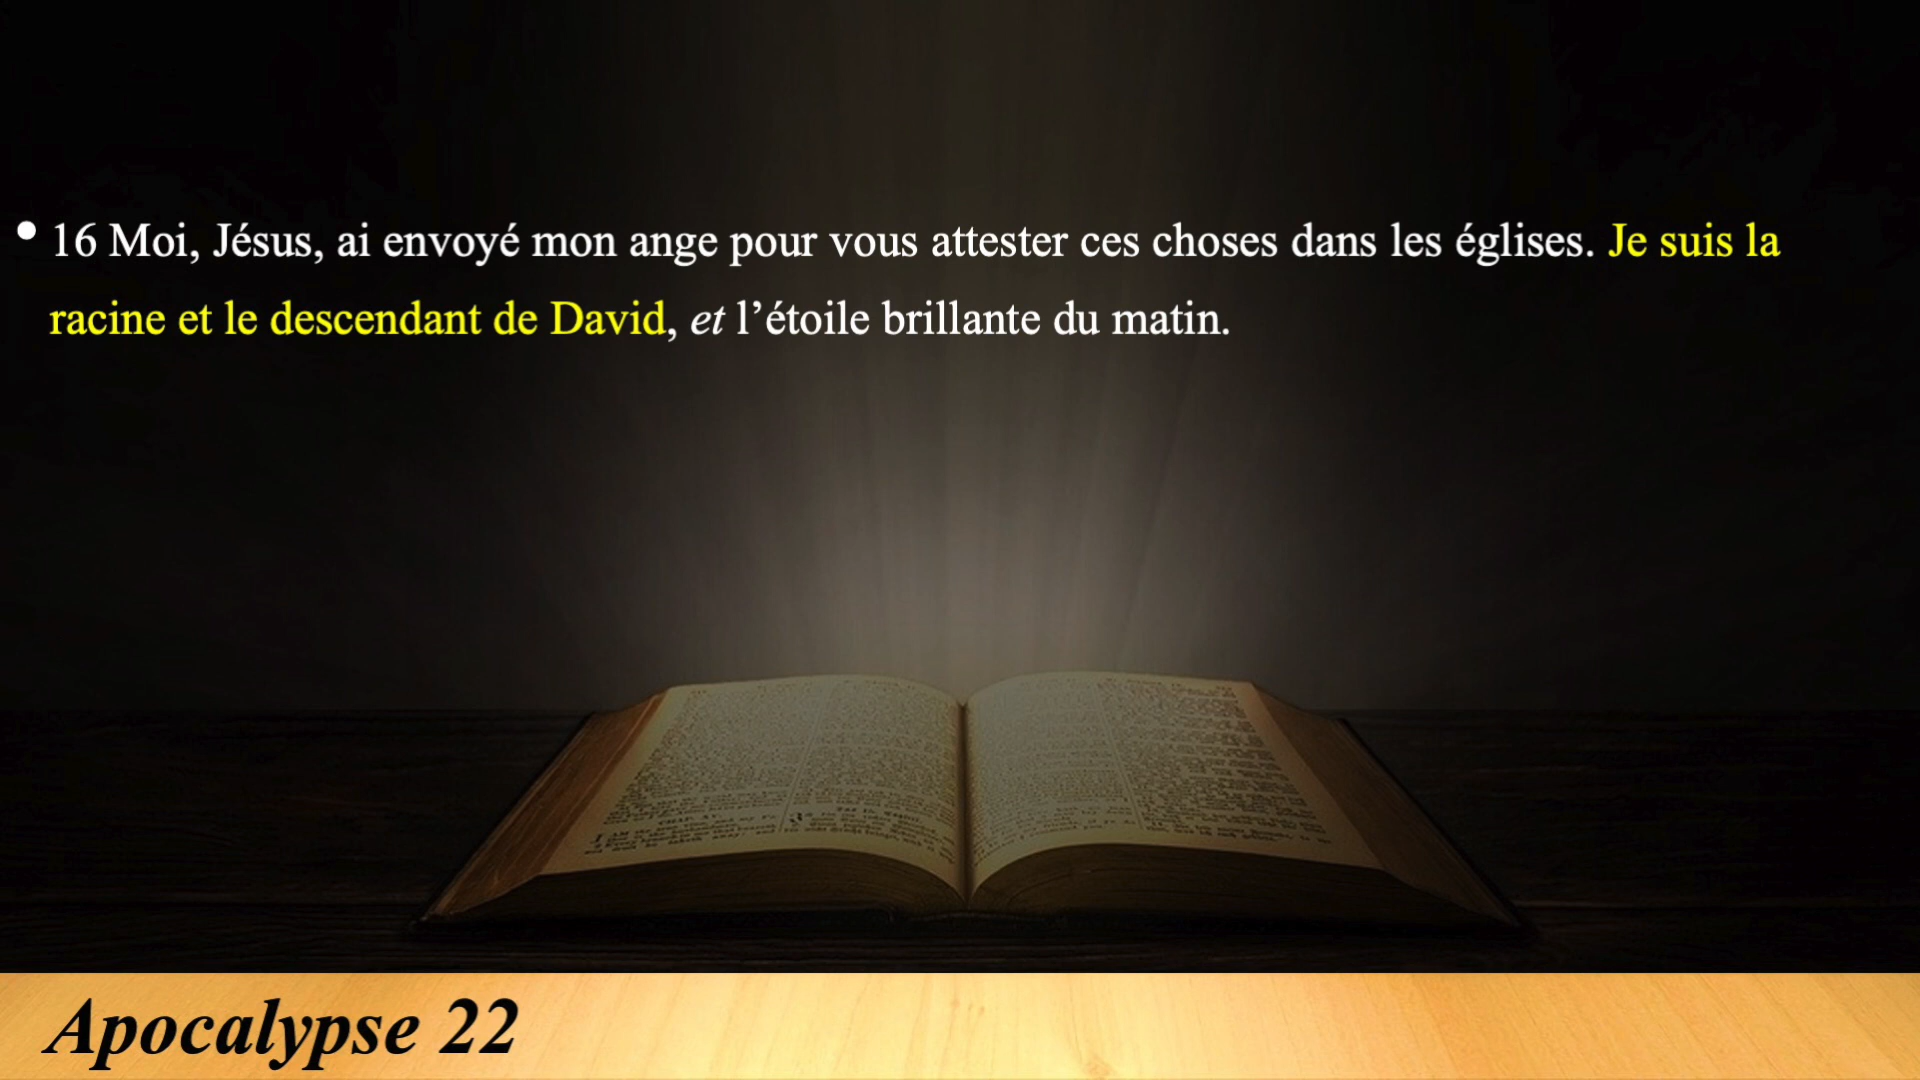 • 16 Moi, Jésus, ai envoyé mon ange pour vous attester ces choses dans les églises. Je suis la
racine et le descendant de David, et l’étoile brillante du matin.
Apocalypse 22